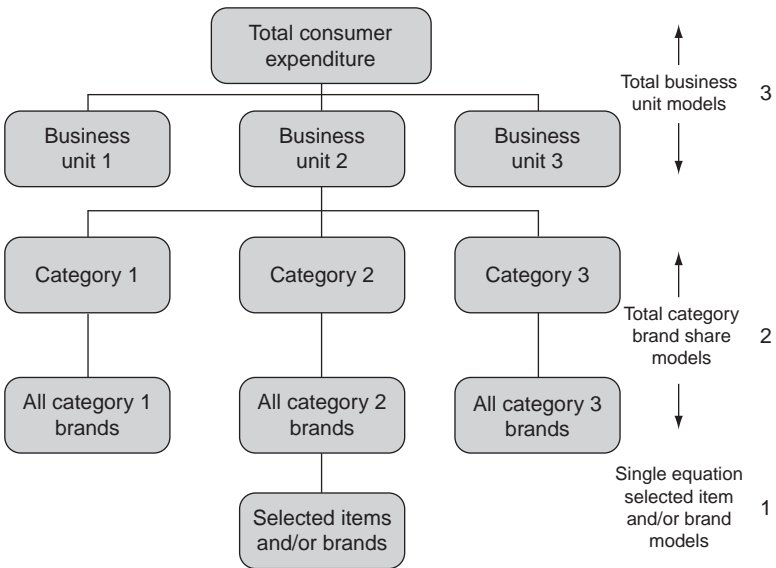 Total consumer
expenditure
Total business
unit models
3
Business
unit 1
Business
unit 2
Business
unit 3
Category 1
Category 2
Category 3
Total category
brand share
models
2
All category 1
brands
All category 2
brands
All category 3
brands
Single equation
selected item
and/or brand
models
1
Selected items
and/or brands